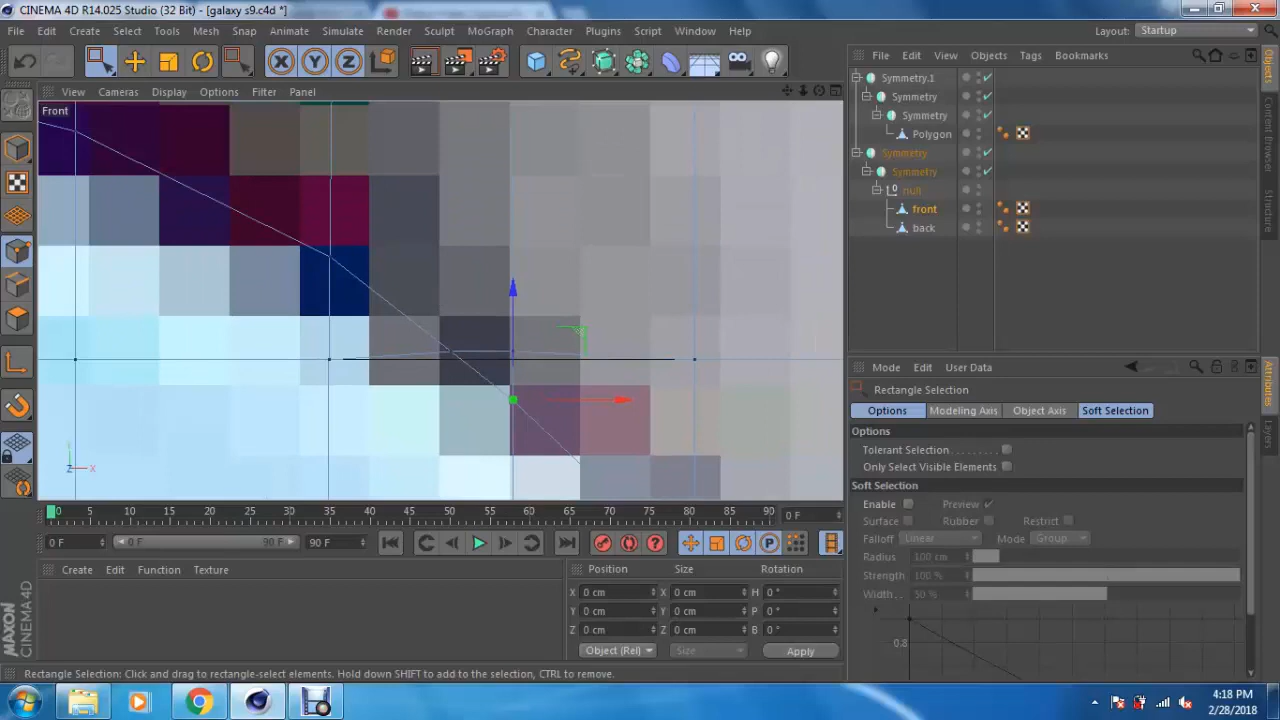 CINEMA 4D R14.025 Studio (32 Bit) - [galaxy s9.c4d *]
File Edit Create Select Tools Mesh Snap Animate Simulate Render Sculpt MoGraph Character Plugins Script Window Help Layout: Startup
X Y Z
View Cameras Display Options Filter Panel
Front
Z X
0 5 10 15 20 25 30 35 40 45 50 55 60 65 70 75 80 85 90 0 F
0 F 0 F 90 F 90 F P
Create Edit Function Texture
MAXON
CINEMA 4D
Position Size Rotation
X 0 cm X 0 cm H 0 °
Y 0 cm Y 0 cm P 0 °
Z 0 cm Z 0 cm B 0 °
Object (Rel) Size Apply
File Edit View Objects Tags Bookmarks
Symmetry.1
Symmetry
Symmetry
Polygon
Symmetry
Symmetry
null
front
back
Objects
Content Browser
Structure
Mode Edit User Data
Rectangle Selection
Options Modeling Axis Object Axis Soft Selection
Options
Tolerant Selection . . . . . . . . .
Only Select Visible Elements
Soft Selection
Enable Preview
Surface Rubber Restrict
Falloff Linear Mode Group
Radius 100 cm
Strength 100 %
Width . . 50 %
0.8
Attributes
Layers
Rectangle Selection: Click and drag to rectangle-select elements. Hold down SHIFT to add to the selection, CTRL to remove.
4:18 PM
2/28/2018